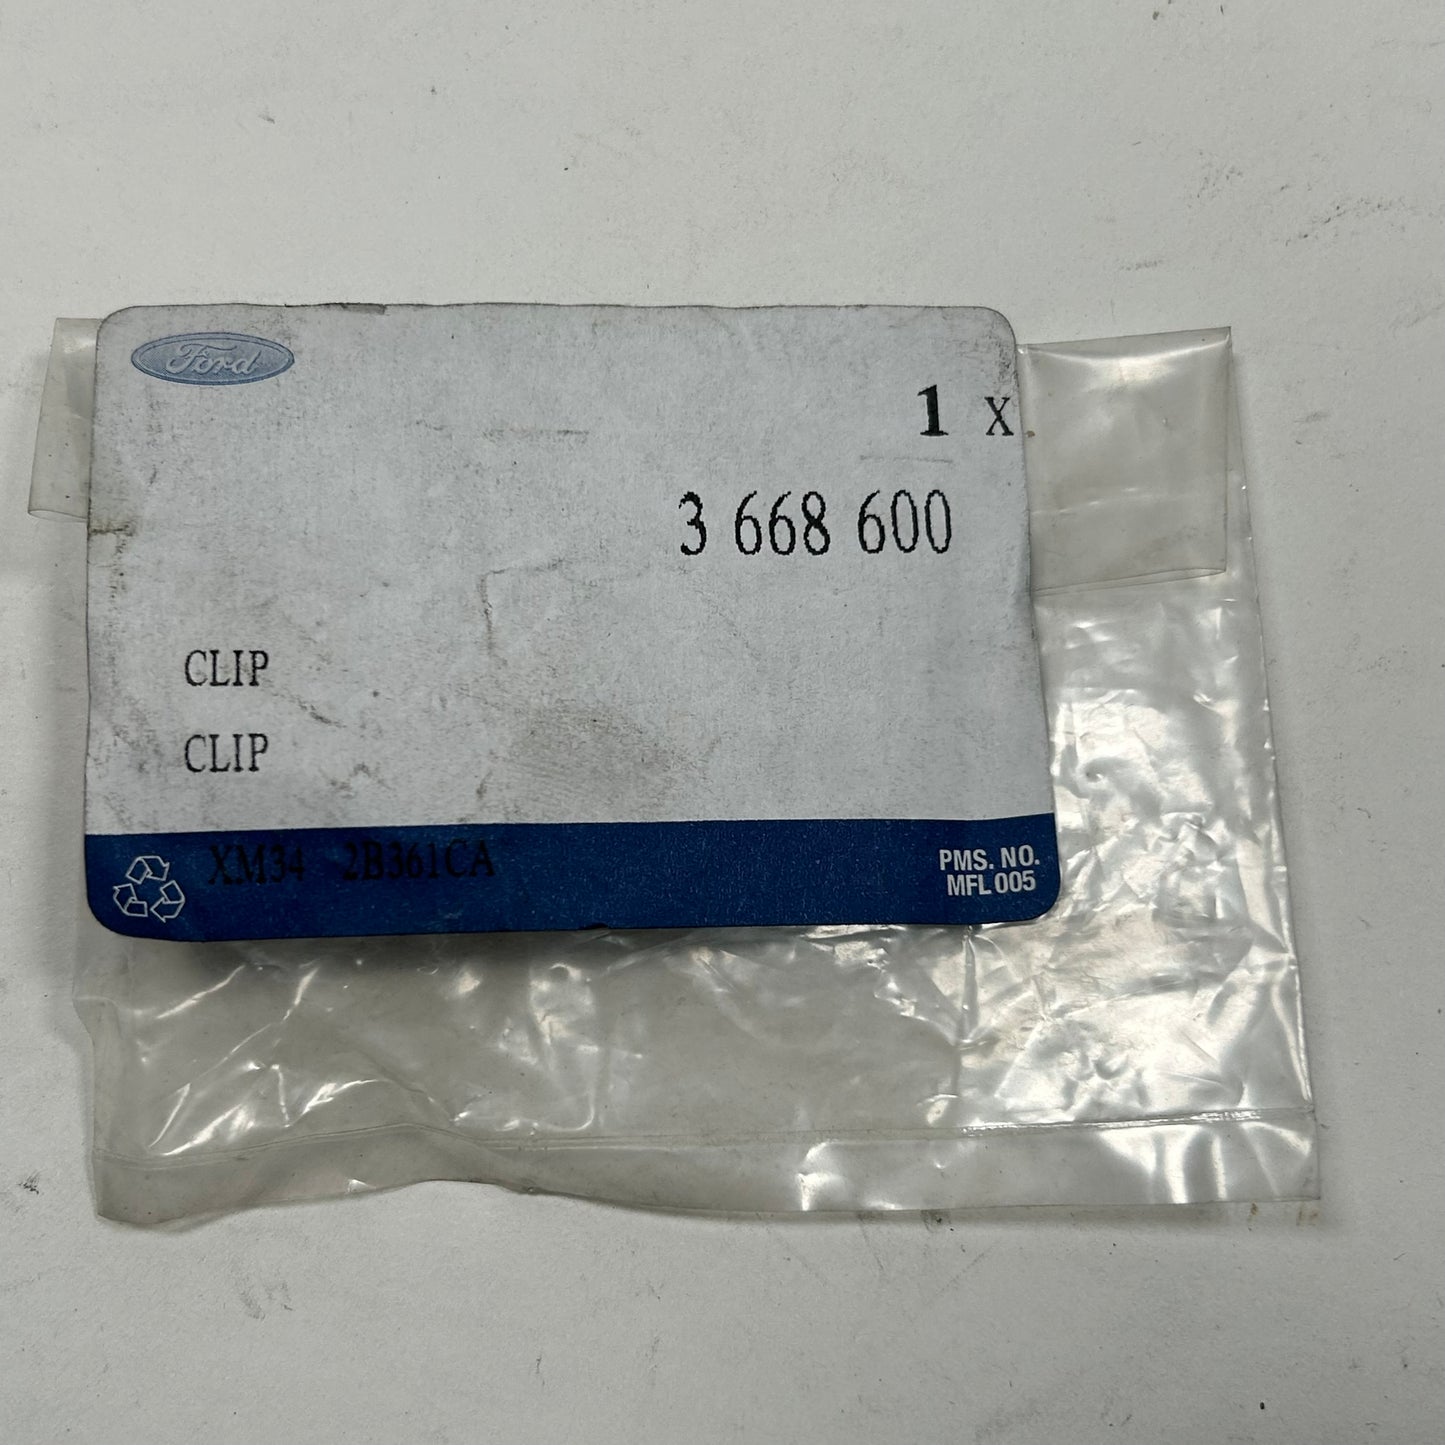 Ford
1 X
3 668 600
CLIP
CLIP
XM34 2B361CA
PMS. NO.
MFL 005